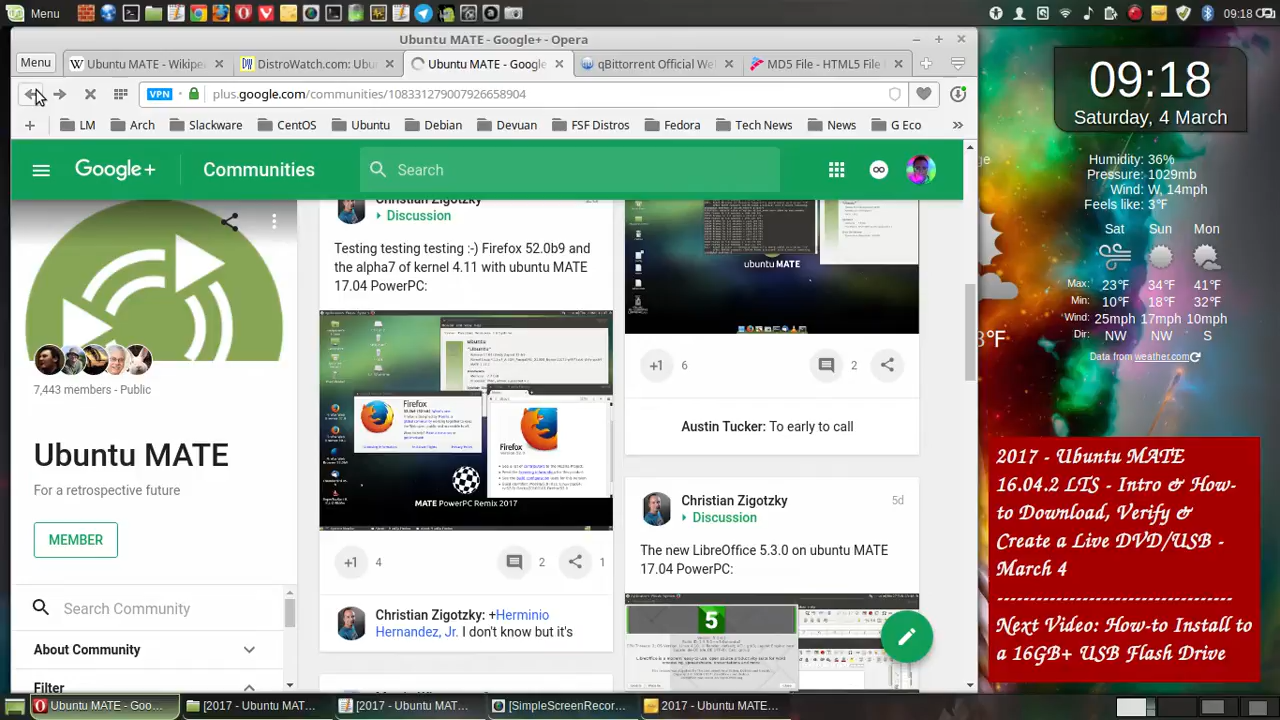 Menu
09:18
Ubuntu MATE - Google+ - Opera
Menu
Ubuntu MATE - Wikipe
DistroWatch.com: Ubu
Ubuntu MATE - Google
qBittorrent Official We
MD5 File - HTML5 File
VPN
plus.google.com/communities/108331279007926658904
LM
Arch
Slackware
CentOS
Ubuntu
Debian
Devuan
FSF Distros
Fedora
Tech News
News
G Eco
»
Google+
Communities
Search
7,443 members - Public
Ubuntu MATE
For a retrospective future
MEMBER
Search Community
About Community
Filter
Christian Zigotzky
2d
Discussion
Testing testing testing :-) Firefox 52.0b9 and
the alpha7 of kernel 4.11 with ubuntu MATE
17.04 PowerPC:
Firefox
Firefox
MATE PowerPC Remix 2017
+1
4
2
1
Christian Zigotzky: +Herminio
Hernandez, Jr. I don't know but it's
ubuntu MATE
+1
6
2
Austin Tucker: To early to call
Christian Zigotzky
5d
Discussion
The new LibreOffice 5.3.0 on ubuntu MATE
17.04 PowerPC:
5
09:18
Saturday, 4 March
Humidity: 36%
Pressure: 1029mb
Wind: W, 14mph
Feels like: 3°F
Sat Sun Mon
Max: 23°F 34°F 41°F
Min: 10°F 18°F 32°F
Wind: 25mph 17mph 10mph
Dir: NW NW S
Data from weather.com
3°F
2017 - Ubuntu MATE
16.04.2 LTS - Intro & How-
to Download, Verify &
Create a Live DVD/USB -
March 4
----------------------------------
Next Video: How-to Install to
a 16GB+ USB Flash Drive
Ubuntu MATE - Goo...
[2017 - Ubuntu MAT...
[2017 - Ubuntu MAT...
[SimpleScreenRecor...
2017 - Ubuntu MATE...